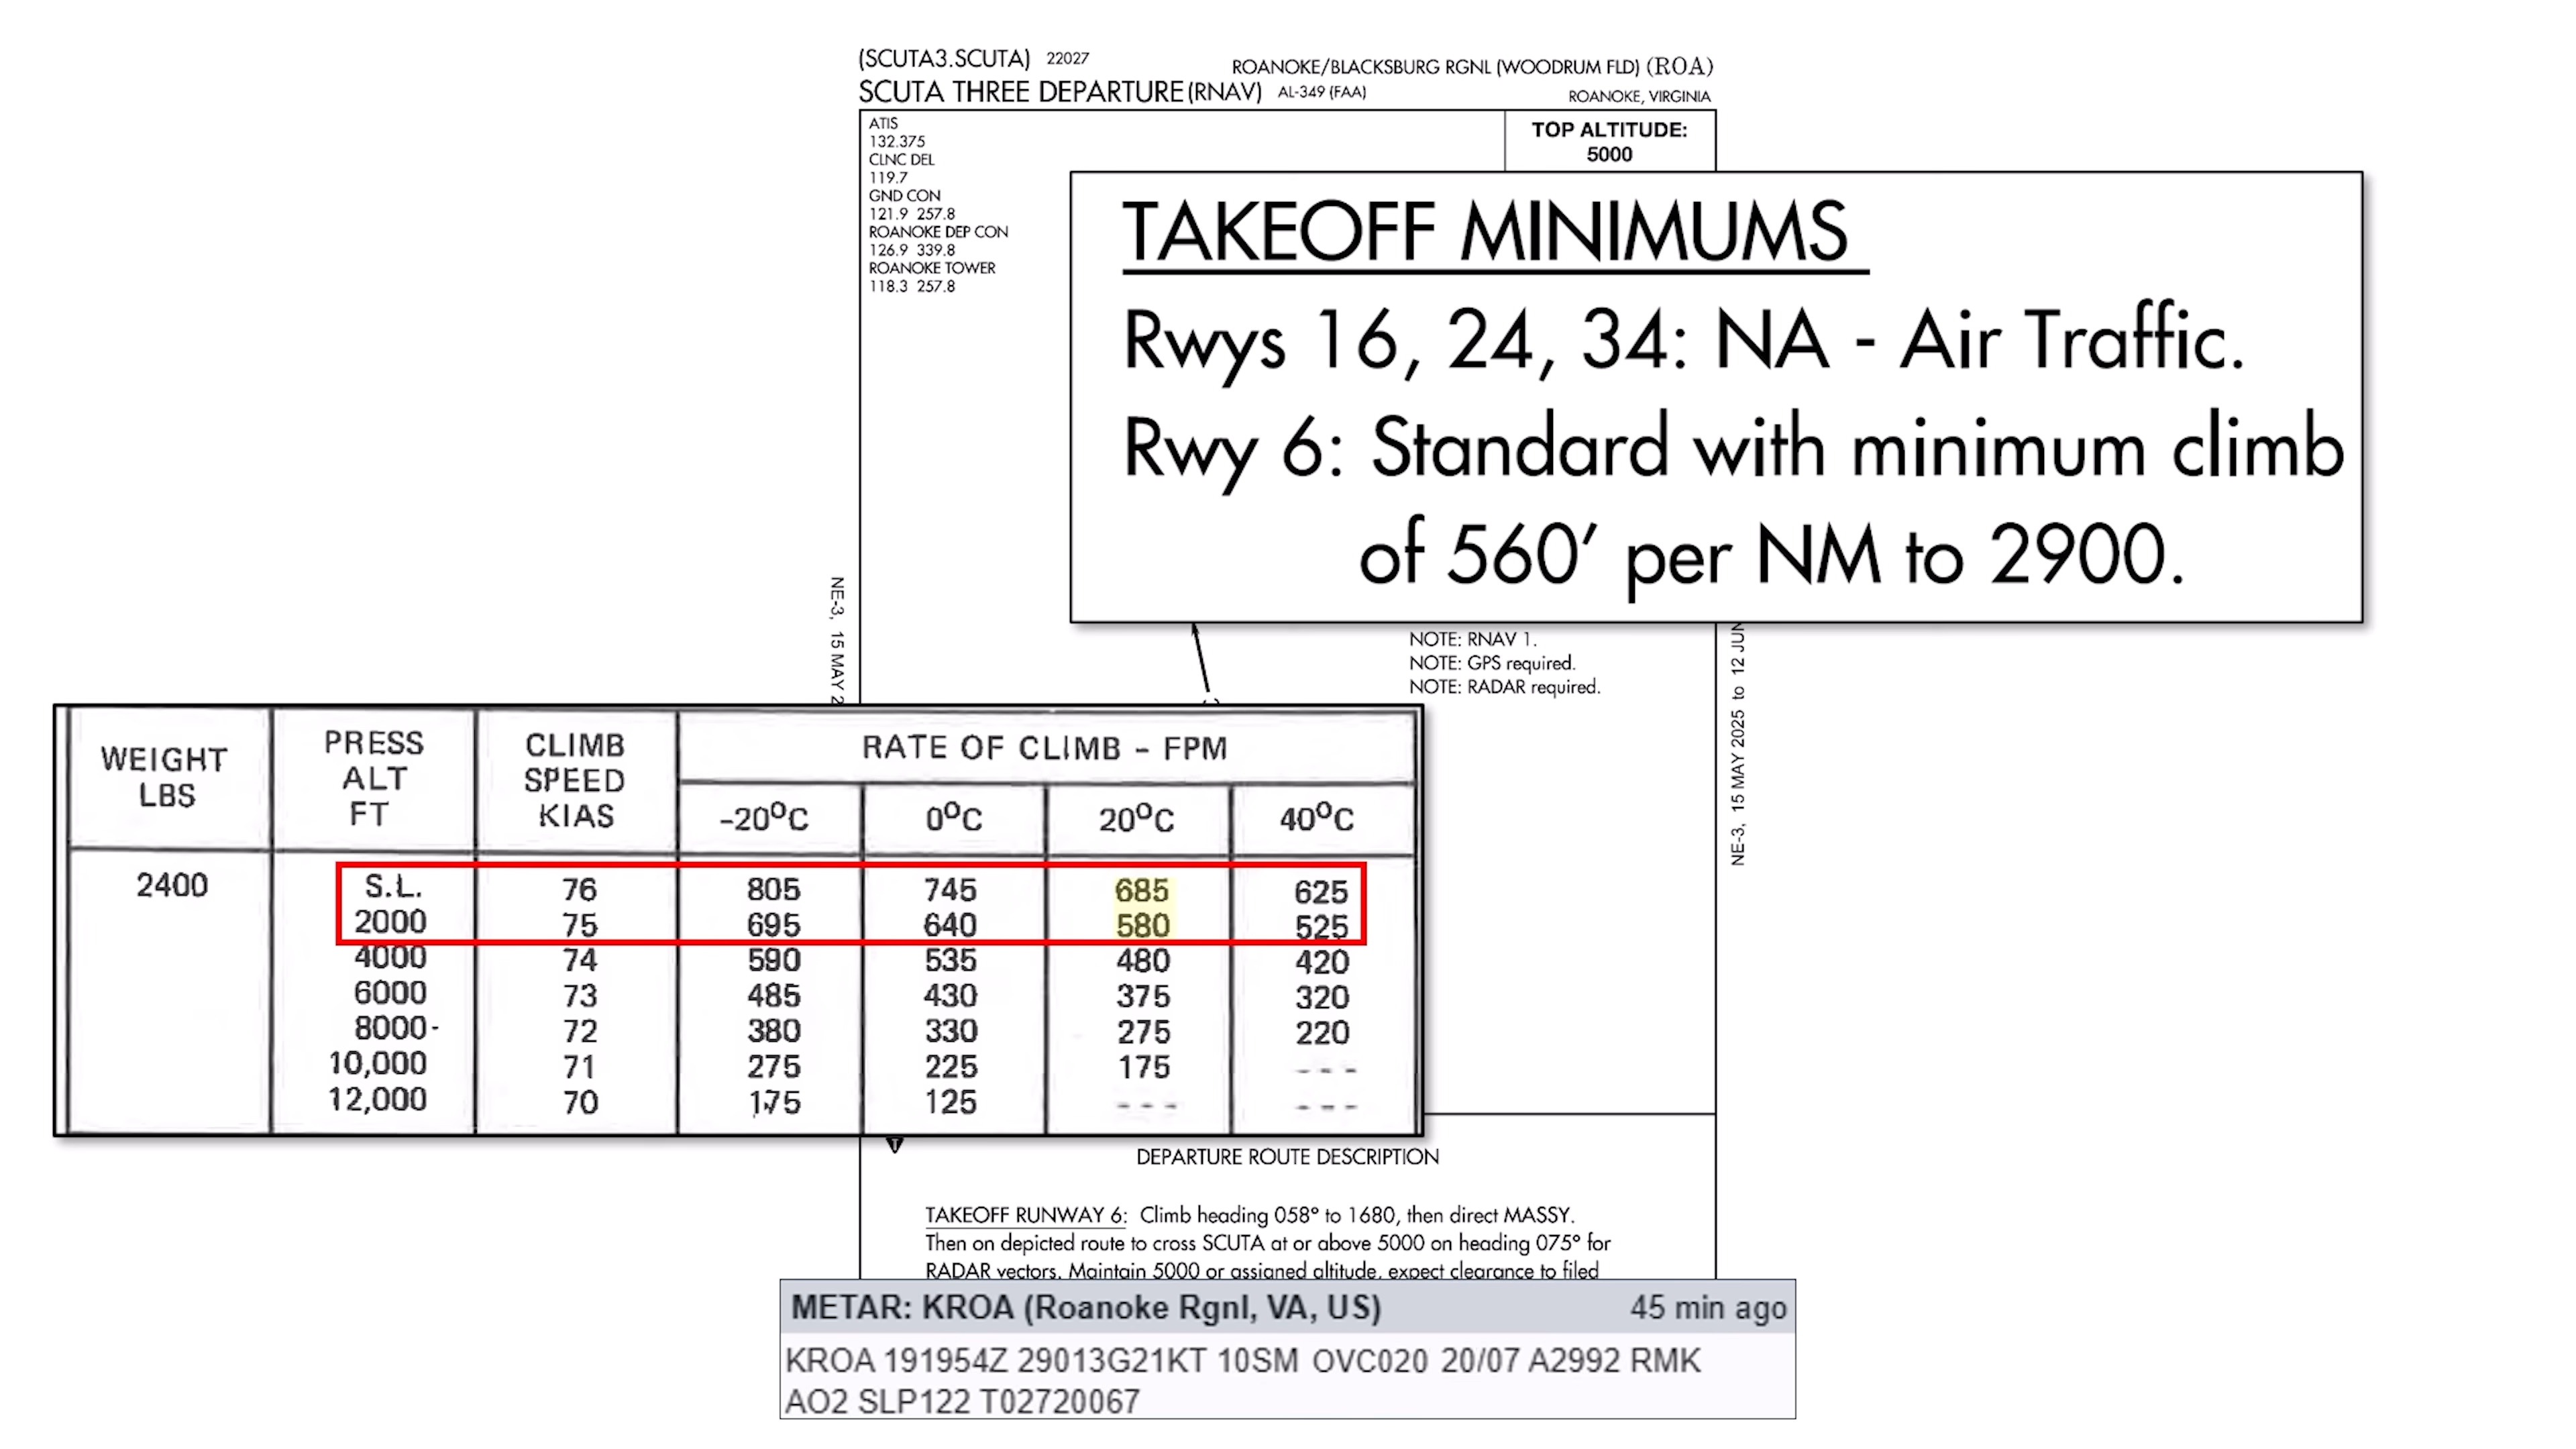 (SCUTA3.SCUTA) 22027
SCUTA THREE DEPARTURE (RNAV) AL-349 (FAA)
ROANOKE/BLACKSBURG RGNL (WOODRUM FLD) (ROA)
ROANOKE, VIRGINIA
ATIS
132.375
CLNC DEL
119.7
GND CON
121.9 257.8
ROANOKE DEP CON
126.9 339.8
ROANOKE TOWER
118.3 257.8
TOP ALTITUDE:
5000
TAKEOFF MINIMUMS
Rwys 16, 24, 34: NA - Air Traffic.
Rwy 6: Standard with minimum climb
of 560' per NM to 2900.
NE-3, 15 MAY 2
NOTE: RNAV 1.
NOTE: GPS required.
NOTE: RADAR required.
NE-3, 15 MAY 2025 to 12 JUN
WEIGHT LBS PRESS ALT FT CLIMB SPEED KIAS RATE OF CLIMB - FPM
-20°C 0°C 20°C 40°C
2400 S.L. 76 805 745 685 625
2000 75 695 640 580 525
4000 74 590 535 480 420
6000 73 485 430 375 320
8000- 72 380 330 275 220
10,000 71 275 225 175 ---
12,000 70 175 125 --- ---
T
DEPARTURE ROUTE DESCRIPTION
TAKEOFF RUNWAY 6: Climb heading 058° to 1680, then direct MASSY.
Then on depicted route to cross SCUTA at or above 5000 on heading 075° for
RADAR vectors. Maintain 5000 or assigned altitude, expect clearance to filed
METAR: KROA (Roanoke Rgnl, VA, US) 45 min ago
KROA 191954Z 29013G21KT 10SM OVC020 20/07 A2992 RMK
AO2 SLP122 T02720067